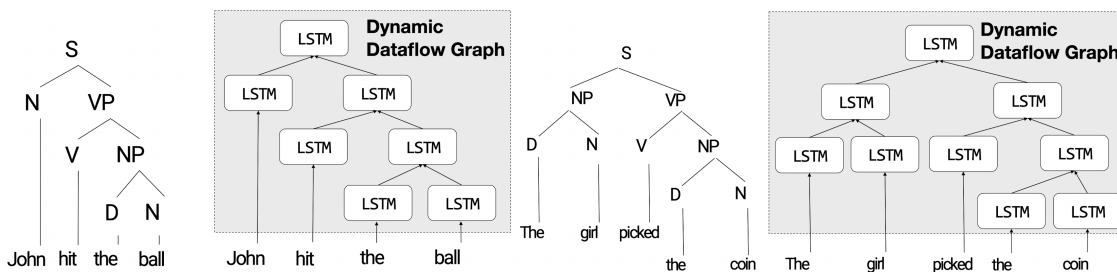 S
N VP
V NP
D N
John hit the ball
Dynamic
Dataflow Graph
LSTM
LSTM LSTM
LSTM LSTM
LSTM LSTM
John hit the ball
S
NP VP
D N V NP
D N
The girl picked
the coin
Dynamic
Dataflow Graph
LSTM
LSTM LSTM
LSTM LSTM LSTM LSTM
LSTM LSTM
The girl picked the coin